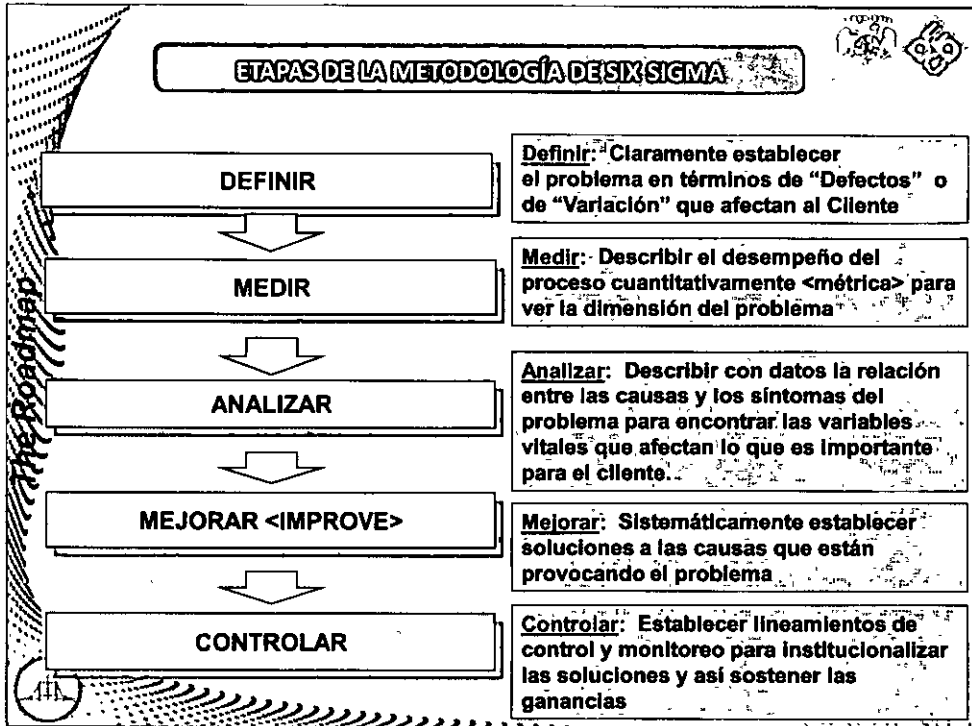 ETAPAS DE LA METODOLOGÍA DE SIX SIGMA
The Roadmap
DEFINIR
Definir: Claramente establecer
el problema en términos de "Defectos" o
de "Variación" que afectan al Cliente
MEDIR
Medir: Describir el desempeño del
proceso cuantitativamente <métrica> para
ver la dimensión del problema
ANALIZAR
Analizar: Describir con datos la relación
entre las causas y los síntomas del
problema para encontrar las variables
vitales que afectan lo que es importante
para el cliente.
MEJORAR <IMPROVE>
Mejorar: Sistemáticamente establecer
soluciones a las causas que están
provocando el problema
CONTROLAR
Controlar: Establecer lineamientos de
control y monitoreo para institucionalizar
las soluciones y así sostener las
ganancias